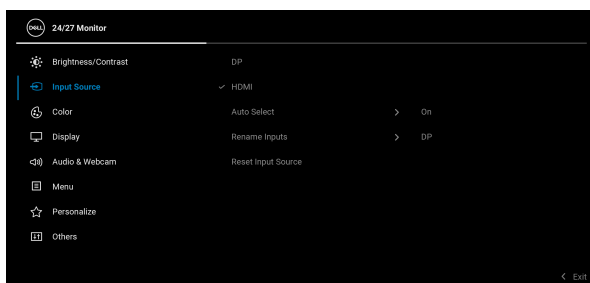 DELL 24/27 Monitor
Brightness/Contrast DP
Input Source HDMI
Color Auto Select On
Display Rename Inputs DP
Audio & Webcam Reset Input Source
Menu
Personalize
Others
Exit